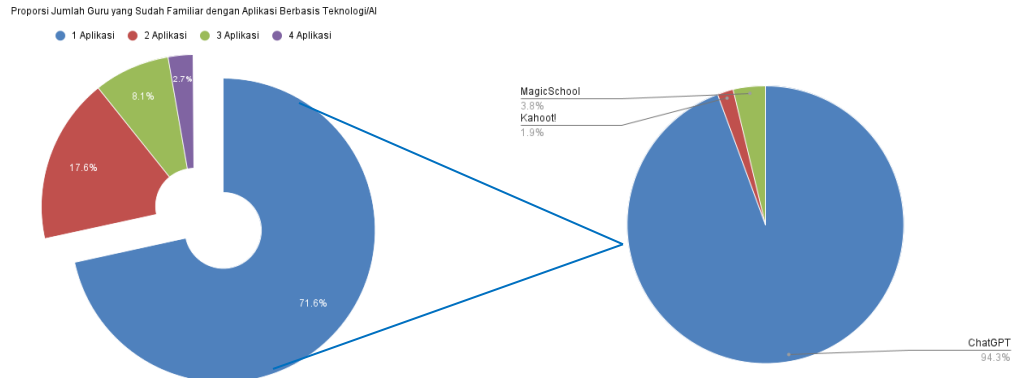 Proporsi Jumlah Guru yang Sudah Familiar dengan Aplikasi Berbasis Teknologi/AI
1 Aplikasi 2 Aplikasi 3 Aplikasi 4 Aplikasi
2.7%
8.1%
17.6%
71.6%
MagicSchool
3.8%
Kahoot!
1.9%
ChatGPT
94.3%